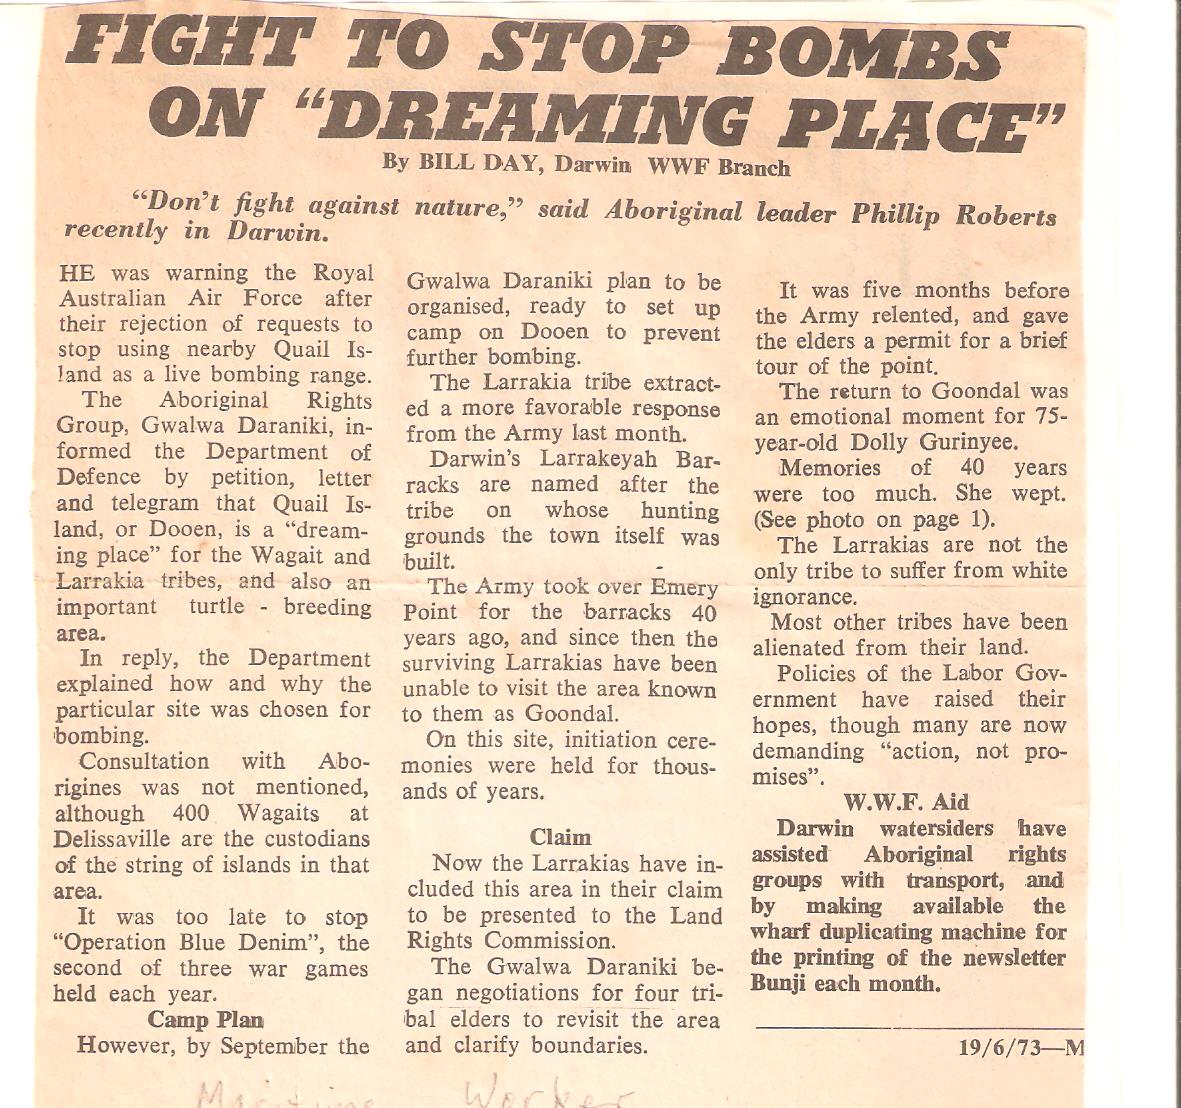 FIGHT TO STOP BOMBS
ON “DREAMING PLACE”
By BILL DAY, Darwin WWF Branch
“Don’t fight against nature,” said Aboriginal leader Phillip Roberts
recently in Darwin.
HE was warning the Royal
Australian Air Force after
their rejection of requests to
stop using nearby Quail Is-
land as a live bombing range.
The Aboriginal Rights
Group, Gwalwa Daraniki, in-
formed the Department of
Defence by petition, letter
and telegram that Quail Is-
land, or Dooen, is a “dream-
ing place” for the Wagait and
Larrakia tribes, and also an
important turtle - breeding
area.
In reply, the Department
explained how and why the
particular site was chosen for
bombing.
Consultation with Abo-
rigines was not mentioned,
although 400 Wagaits at
Delissaville are the custodians
of the string of islands in that
area.
It was too late to stop
“Operation Blue Denim”, the
second of three war games
held each year.
Camp Plan
However, by September the
Gwalwa Daraniki plan to be
organised, ready to set up
camp on Dooen to prevent
further bombing.
The Larrakia tribe extract-
ed a more favorable response
from the Army last month.
Darwin’s Larrakeyah Bar-
racks are named after the
tribe on whose hunting
grounds the town itself was
built.
The Army took over Emery
Point for the barracks 40
years ago, and since then the
surviving Larrakias have been
unable to visit the area known
to them as Goondal.
On this site, initiation cere-
monies were held for thous-
ands of years.
Claim
Now the Larrakias have in-
cluded this area in their claim
to be presented to the Land
Rights Commission.
The Gwalwa Daraniki be-
gan negotiations for four tri-
bal elders to revisit the area
and clarify boundaries.
It was five months before
the Army relented, and gave
the elders a permit for a brief
tour of the point.
The return to Goondal was
an emotional moment for 75-
year-old Dolly Gurinyee.
Memories of 40 years
were too much. She wept.
(See photo on page 1).
The Larrakias are not the
only tribe to suffer from white
ignorance.
Most other tribes have been
alienated from their land.
Policies of the Labor Gov-
ernment have raised their
hopes, though many are now
demanding “action, not pro-
mises”.
W.W.F. Aid
Darwin watersiders have
assisted Aboriginal rights
groups with transport, and
by making available the
wharf duplicating machine for
the printing of the newsletter
Bunji each month.
19/6/73—M
Maritime Worker